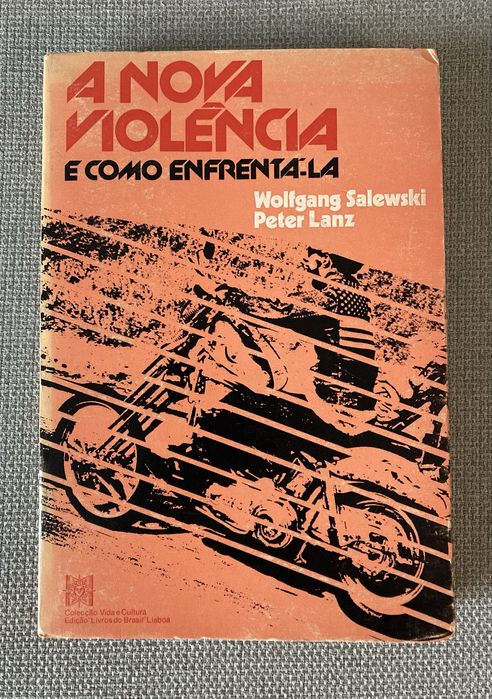 A NOVA
VIOLÊNCIA
E COMO ENFRENTÁ-LA
Wolfgang Salewski
Peter Lanz
Colecção Vida e Cultura
Edição "Livros do Brasil" Lisboa